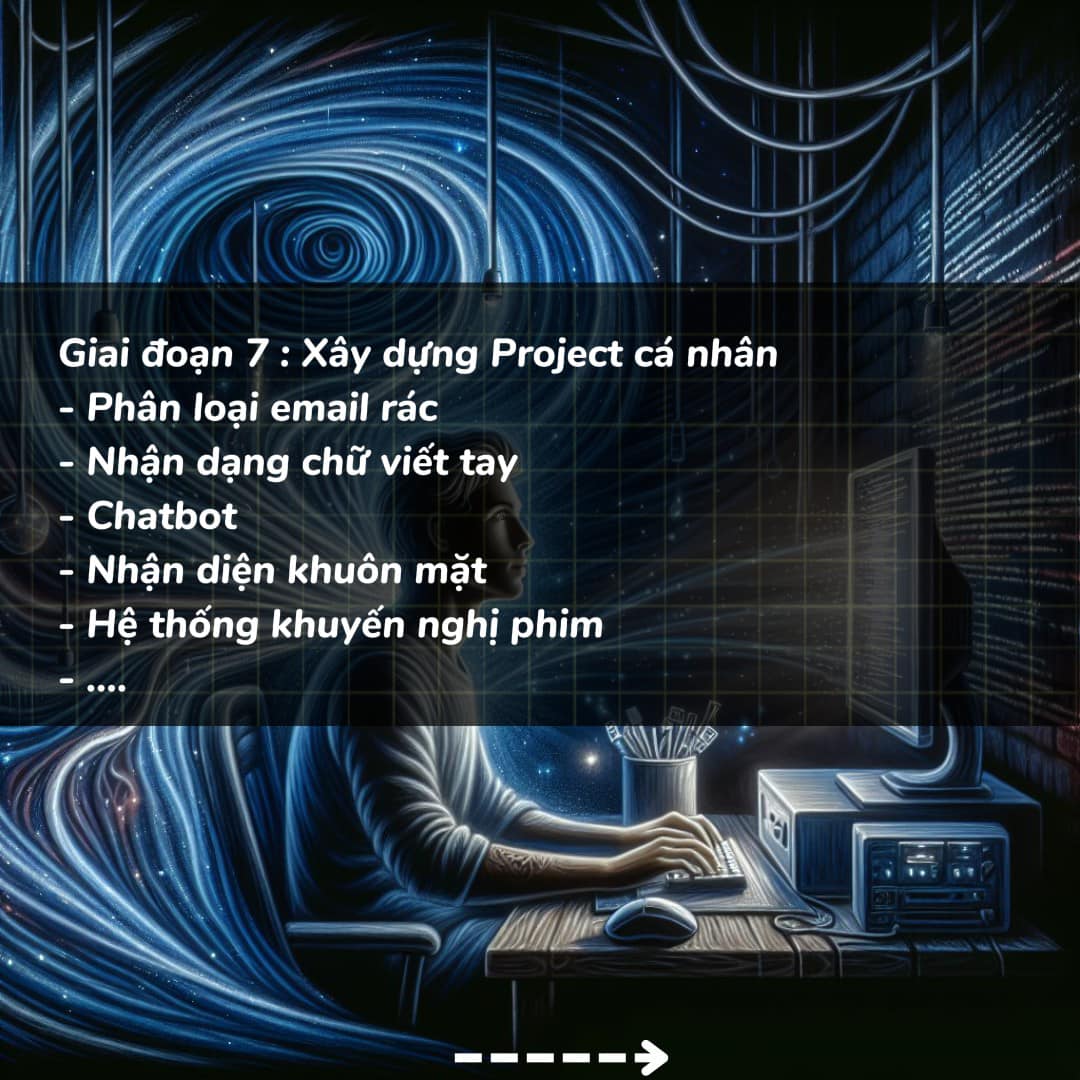 Giai đoạn 7 : Xây dựng Project cá nhân
- Phân loại email rác
- Nhận dạng chữ viết tay
- Chatbot
- Nhận diện khuôn mặt
- Hệ thống khuyến nghị phim
- ....